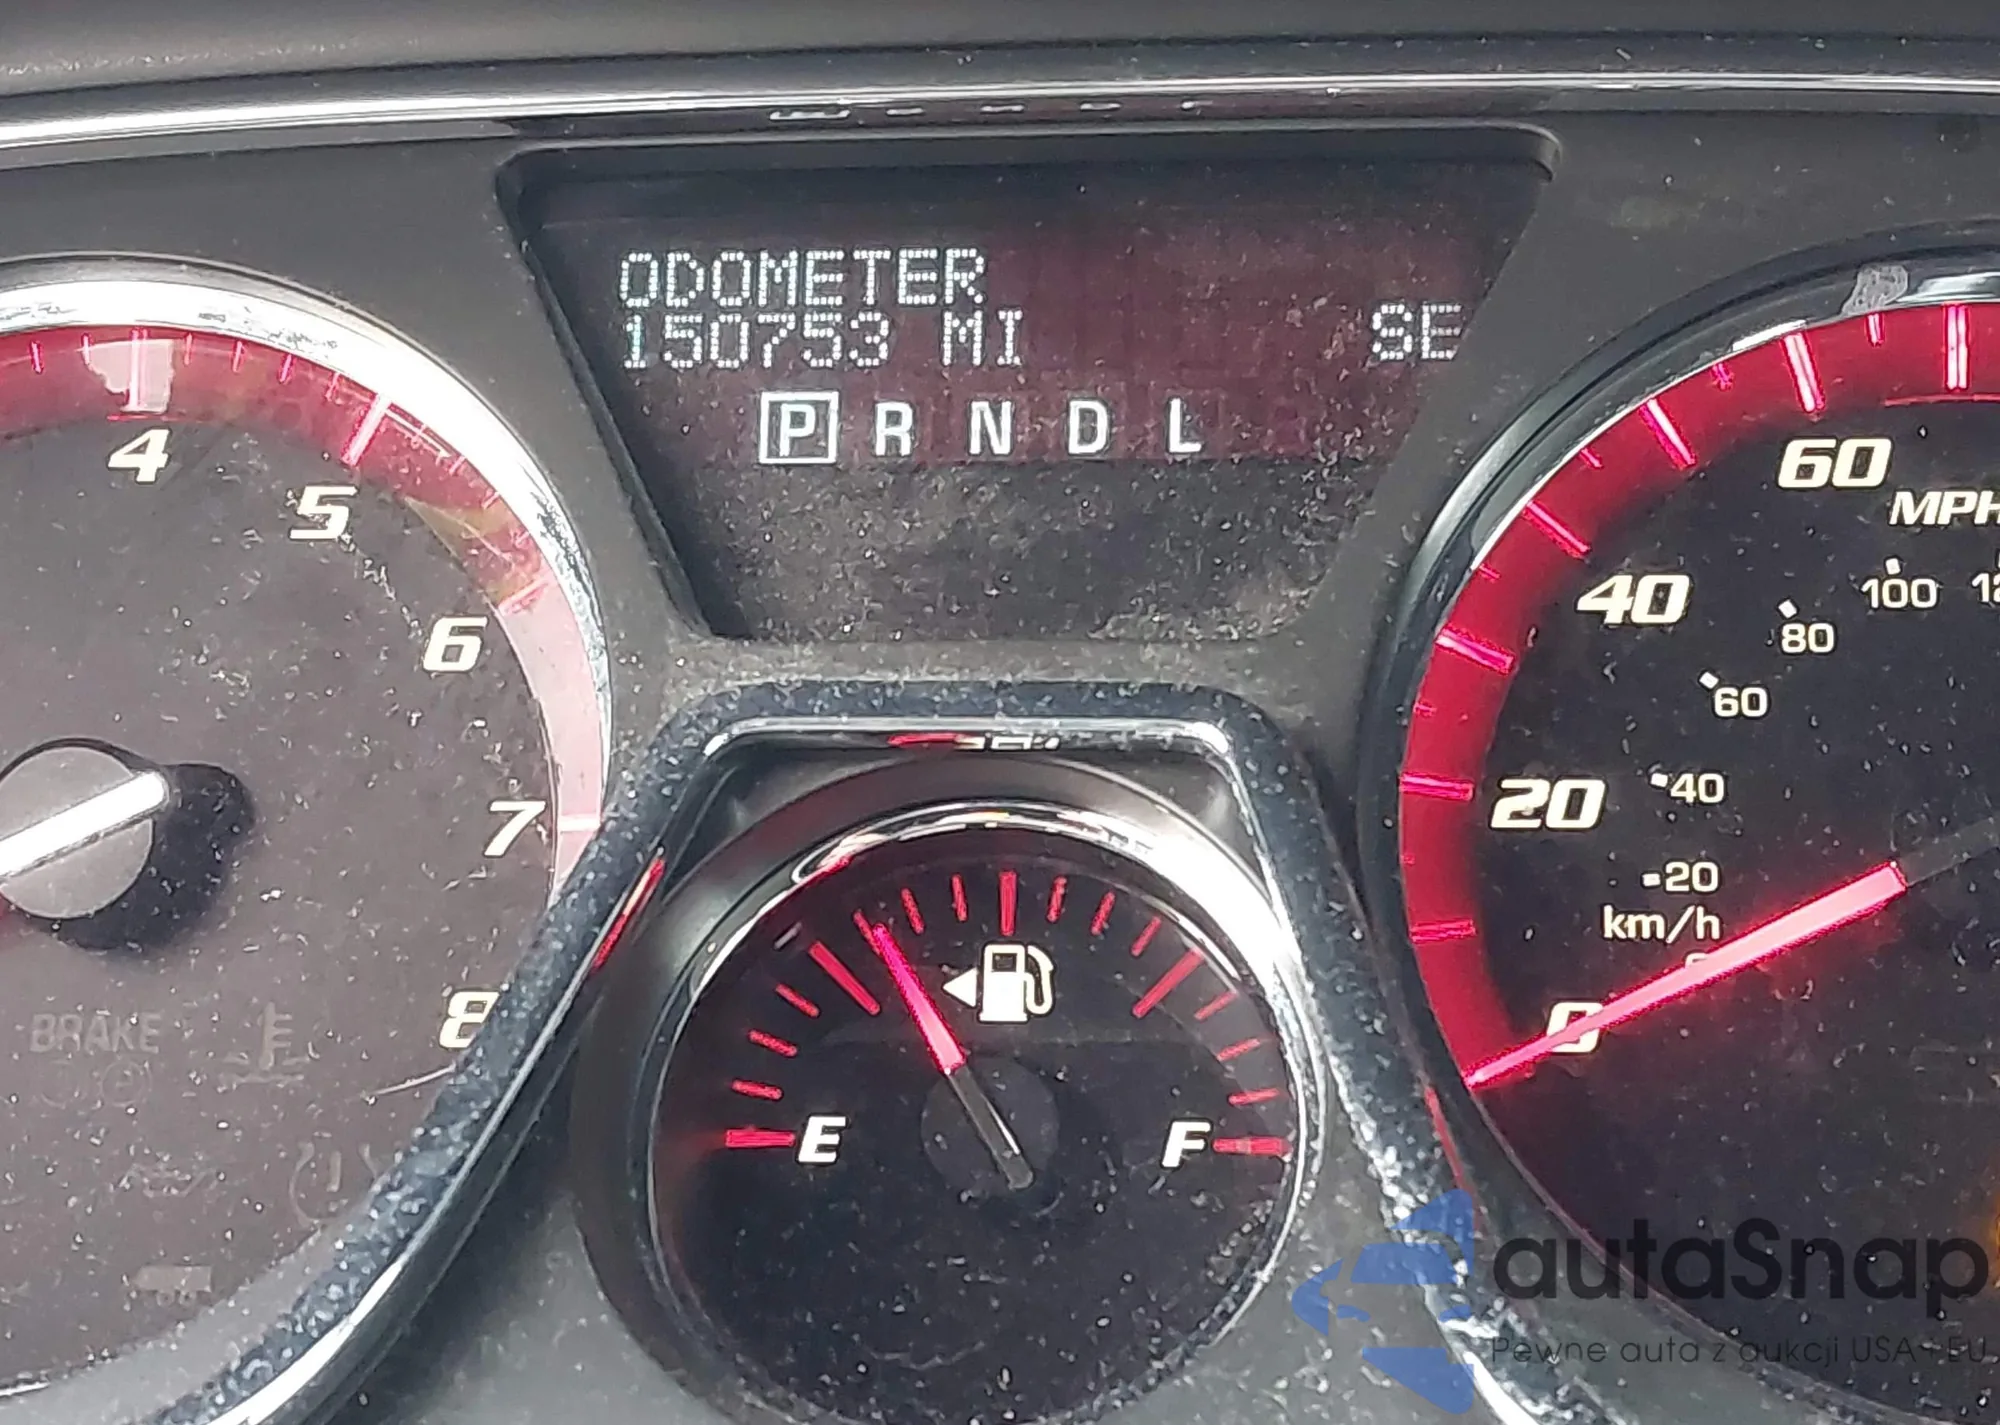 ODOMETER
150753 MI
SE
P R N D L
4
5
6
7
8
BRAKE
E
F
60
MPH
40
20
0
100
80
60
40
20
km/h
autaSnap
Pewne auta z aukcji USA i EU